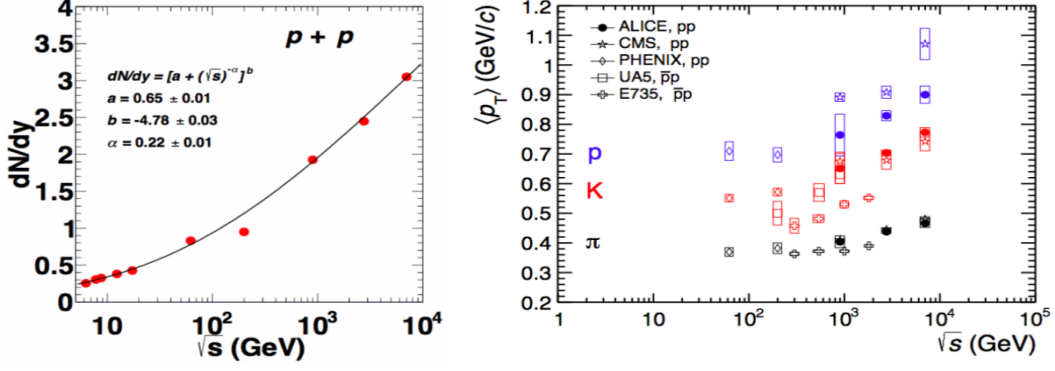 4
3.5
3
2.5
2
1.5
1
0.5
0
dN/dy
p + p
dN/dy = [a + (√s)^-α]^b
a = 0.65 ± 0.01
b = -4.78 ± 0.03
α = 0.22 ± 0.01
10 10² 10³ 10⁴
√s (GeV)
1.2
1.1
1
0.9
0.8
0.7
0.6
0.5
0.4
0.3
0.2
⟨p_T⟩ (GeV/c)
ALICE, pp
CMS, pp
PHENIX, pp
UA5, p̅p
E735, p̅p
p
K
π
1 10 10² 10³ 10⁴ 10⁵
√s (GeV)